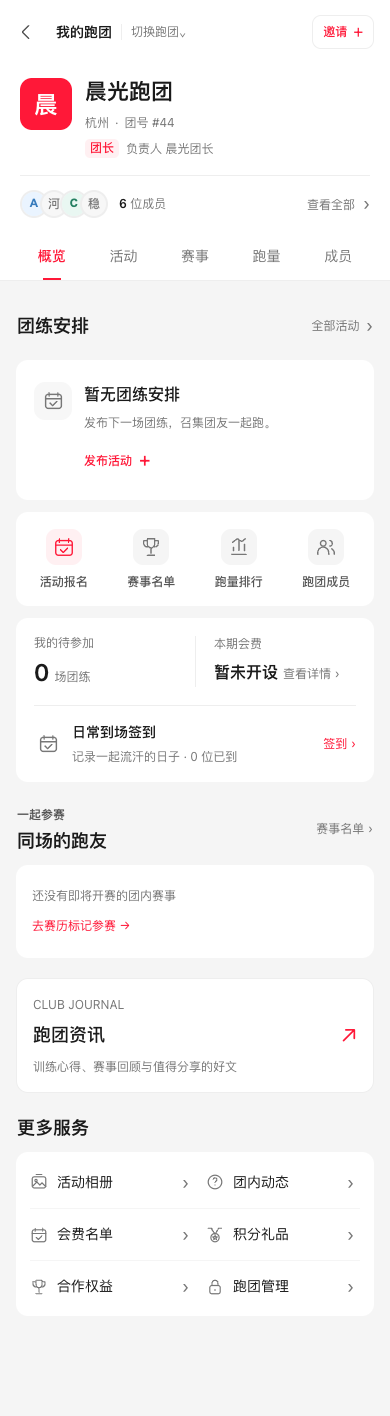 我的跑团 切换跑团
邀请 +
晨
晨光跑团
杭州 · 团号 #44
团长 负责人 晨光团长
A 河 C 稳 6 位成员
查看全部 ›
概览 活动 赛事 跑量 成员
团练安排
全部活动 ›
暂无团练安排
发布下一场团练，召集团友一起跑。
发布活动 +
活动报名 赛事名单 跑量排行 跑团成员
我的待参加
0 场团练
本期会费
暂未开设 查看详情 ›
日常到场签到
记录一起流汗的日子 · 0 位已到
签到 ›
一起参赛
同场的跑友
赛事名单 ›
还没有即将开赛的团内赛事
去赛历标记参赛 →
CLUB JOURNAL
跑团资讯
训练心得、赛事回顾与值得分享的好文
更多服务
活动相册 › 团内动态 ›
会费名单 › 积分礼品 ›
合作权益 › 跑团管理 ›